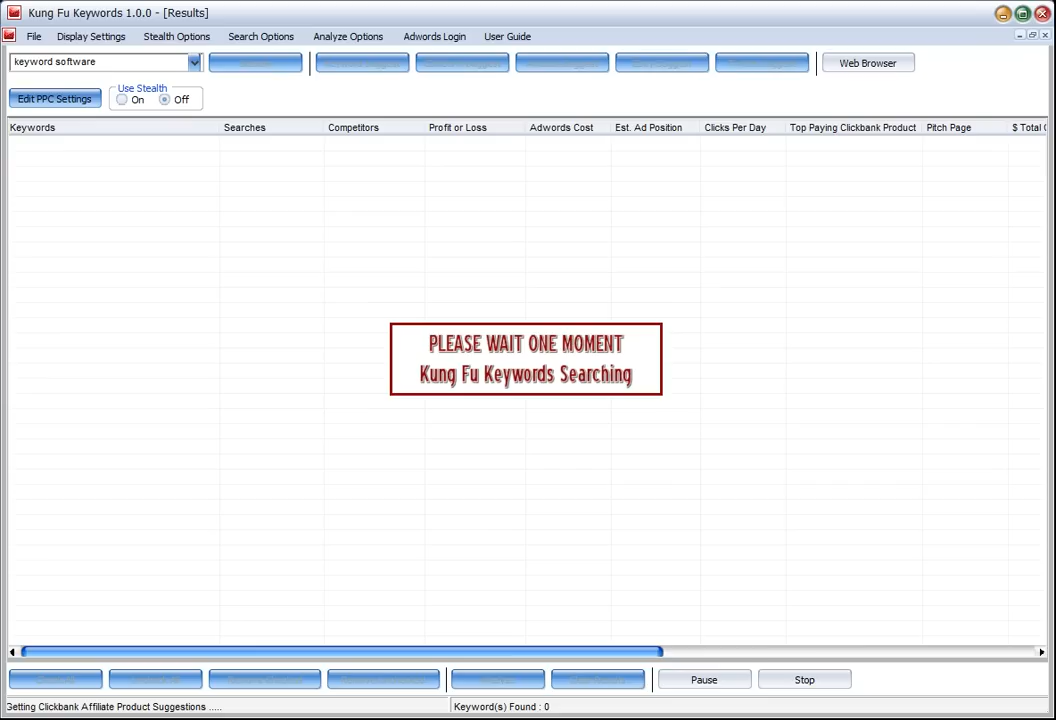 Kung Fu Keywords 1.0.0 - [Results]
File Display Settings Stealth Options Search Options Analyze Options Adwords Login User Guide
keyword software Web Browser
Edit PPC Settings Use Stealth On Off
Keywords Searches Competitors Profit or Loss Adwords Cost Est. Ad Position Clicks Per Day Top Paying Clickbank Product Pitch Page $ Total
PLEASE WAIT ONE MOMENT
Kung Fu Keywords Searching
Pause Stop
Getting Clickbank Affiliate Product Suggestions ..... Keyword(s) Found : 0